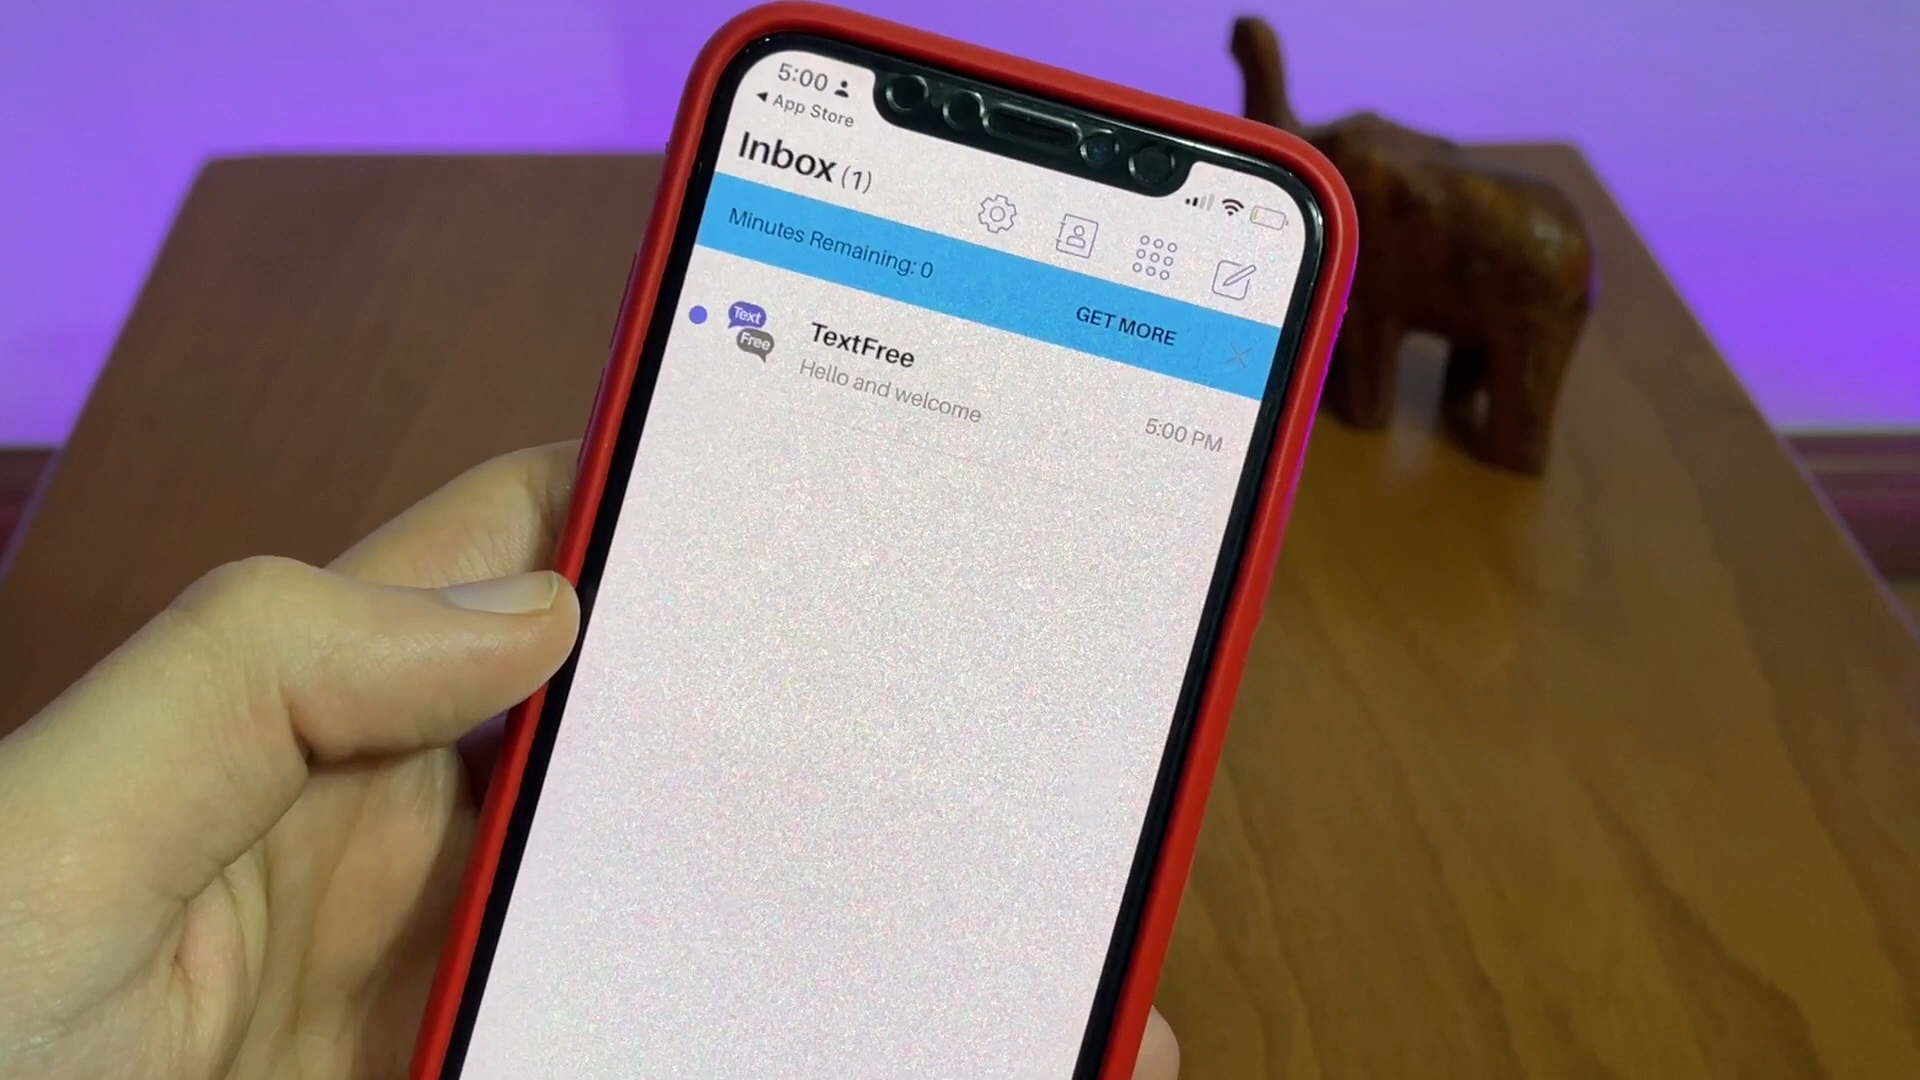 5:00
◀ App Store
Inbox (1)
Minutes Remaining: 0
GET MORE
Text
Free
TextFree
Hello and welcome
5:00 PM